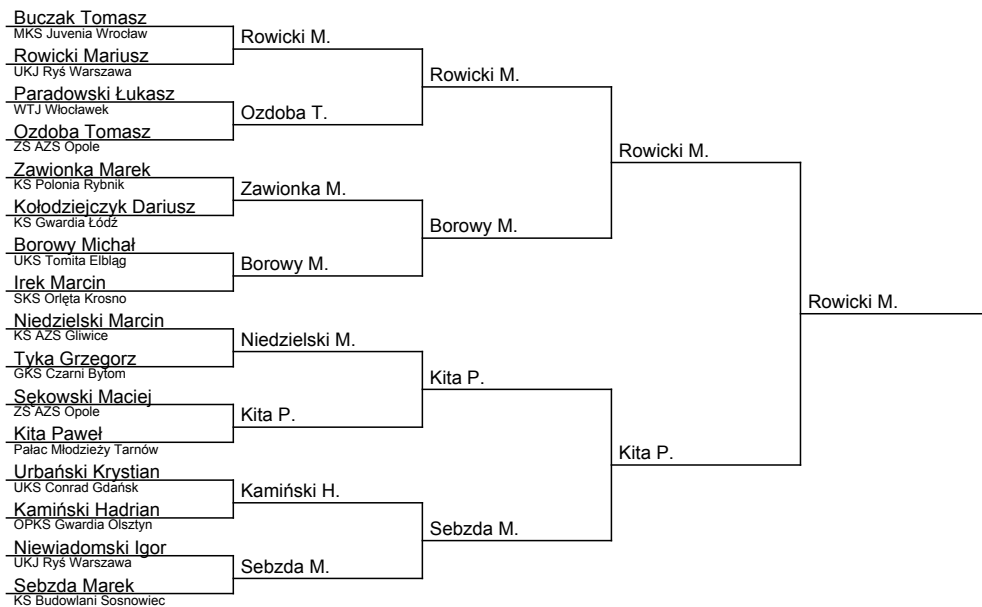 Buczak Tomasz
MKS Juvenia Wrocław
Rowicki Mariusz
UKJ Ryś Warszawa
Paradowski Łukasz
WTJ Włocławek
Ozdoba Tomasz
ZS AZS Opole
Zawionka Marek
KS Polonia Rybnik
Kołodziejczyk Dariusz
KS Gwardia Łódź
Borowy Michał
UKS Tomita Elbląg
Irek Marcin
SKS Orlęta Krosno
Niedzielski Marcin
KS AZS Gliwice
Tyka Grzegorz
GKS Czarni Bytom
Sękowski Maciej
ZS AZS Opole
Kita Paweł
Pałac Młodzieży Tarnów
Urbański Krystian
UKS Conrad Gdańsk
Kamiński Hadrian
OPKS Gwardia Olsztyn
Niewiadomski Igor
UKJ Ryś Warszawa
Sebzda Marek
KS Budowlani Sosnowiec
Rowicki M.
Ozdoba T.
Zawionka M.
Borowy M.
Niedzielski M.
Kita P.
Kamiński H.
Sebzda M.
Rowicki M.
Borowy M.
Kita P.
Sebzda M.
Rowicki M.
Kita P.
Rowicki M.